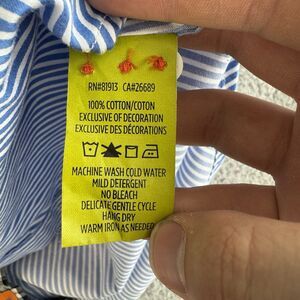 RN#81913 CA#26689
100% COTTON/COTON
EXCLUSIVE OF DECORATION
EXCLUSIVE DES DÉCORATIONS
MACHINE WASH COLD WATER
MILD DETERGENT
NO BLEACH
DELICATE GENTLE CYCLE
HANG DRY
WARM IRON AS NEEDED